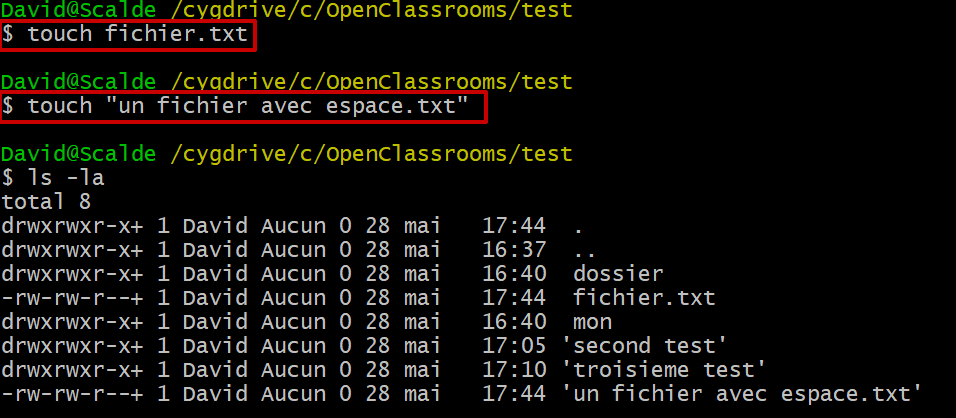 David@Scalde /cygdrive/c/OpenClassrooms/test
$ touch fichier.txt
David@Scalde /cygdrive/c/OpenClassrooms/test
$ touch "un fichier avec espace.txt"
David@Scalde /cygdrive/c/OpenClassrooms/test
$ ls -la
total 8
drwxrwxr-x+ 1 David Aucun 0 28 mai   17:44  .
drwxrwxr-x+ 1 David Aucun 0 28 mai   16:37  ..
drwxrwxr-x+ 1 David Aucun 0 28 mai   16:40  dossier
-rw-rw-r--+ 1 David Aucun 0 28 mai   17:44  fichier.txt
drwxrwxr-x+ 1 David Aucun 0 28 mai   16:40  mon
drwxrwxr-x+ 1 David Aucun 0 28 mai   17:05 'second test'
drwxrwxr-x+ 1 David Aucun 0 28 mai   17:10 'troisieme test'
-rw-rw-r--+ 1 David Aucun 0 28 mai   17:44 'un fichier avec espace.txt'